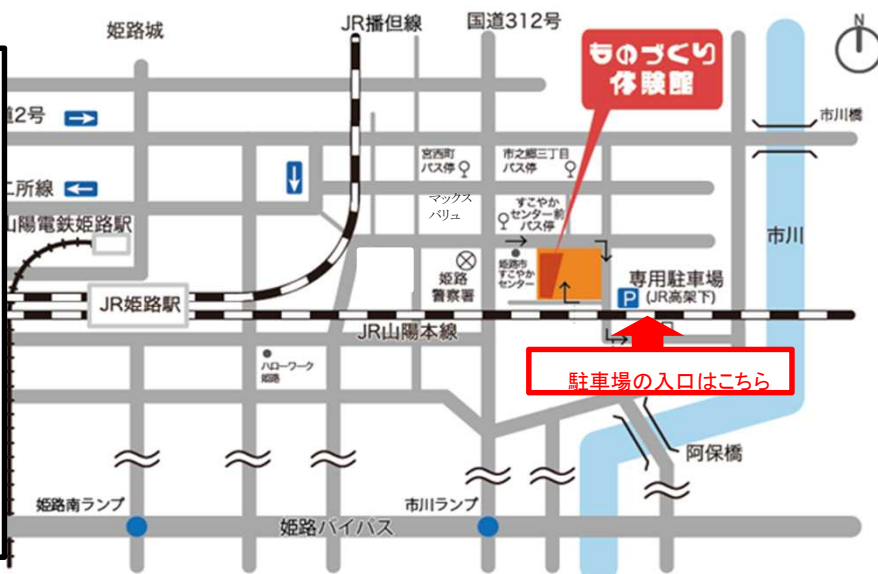 姫路城
JR播但線
国道312号
N
ものづくり
体験館
道2号
市川橋
宮西町
バス停
市之郷三丁目
バス停
二所線
マックス
バリュ
すこやか
センター前
バス停
山陽電鉄姫路駅
市川
姫路
警察署
姫路市
すこやか
センター
専用駐車場
P
(JR高架下)
JR姫路駅
JR山陽本線
ハローワーク
姫路
駐車場の入口はこちら
阿保橋
姫路南ランプ
市川ランプ
姫路バイパス